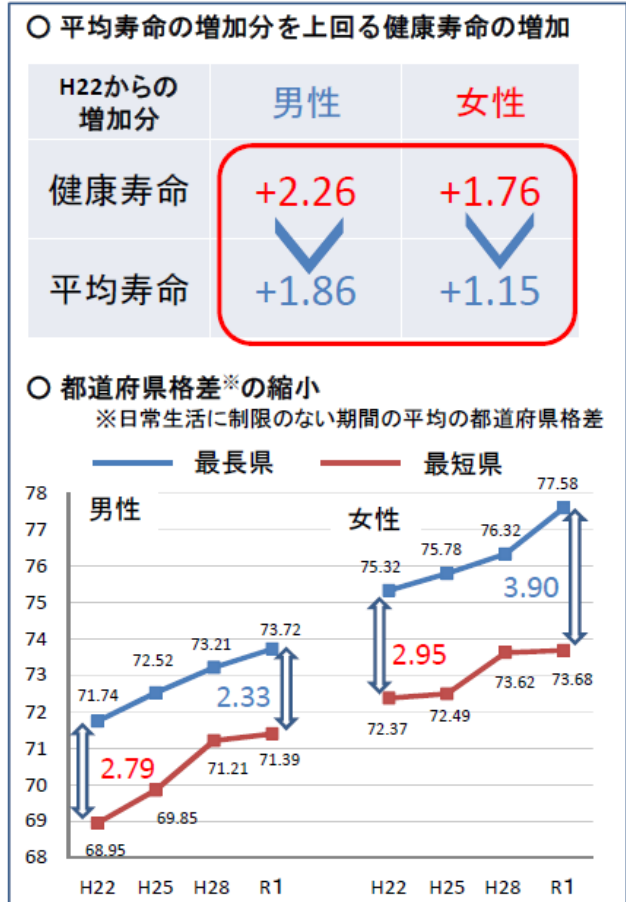 ○ 平均寿命の増加分を上回る健康寿命の増加
H22からの
増加分
男性
女性
健康寿命
+2.26
+1.76
平均寿命
+1.86
+1.15
○ 都道府県格差※の縮小
※日常生活に制限のない期間の平均の都道府県格差
最長県
最短県
男性
女性
78
77
76
75
74
73
72
71
70
69
68
71.74
72.52
73.21
73.72
2.79
2.33
68.95
69.85
71.21
71.39
75.32
75.78
76.32
77.58
2.95
3.90
72.37
72.49
73.62
73.68
H22 H25 H28 R1
H22 H25 H28 R1